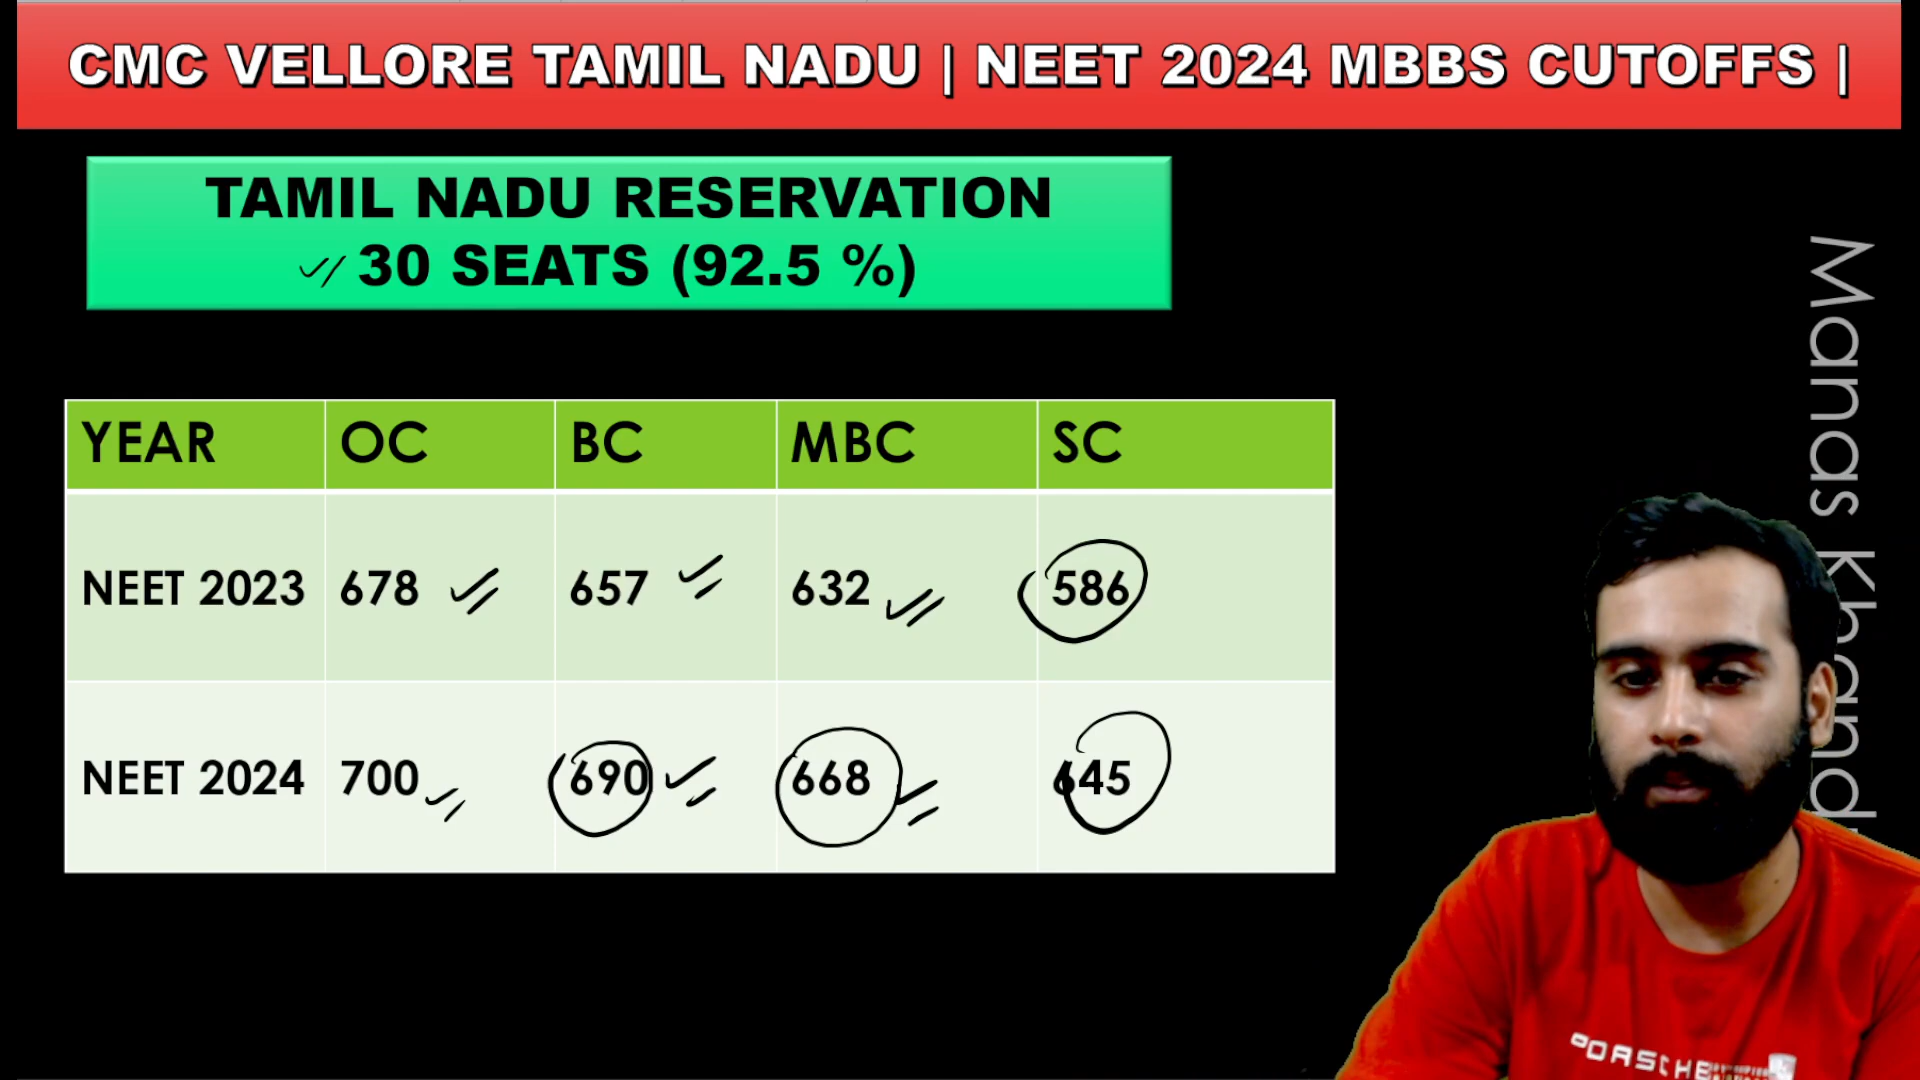 CMC VELLORE TAMIL NADU | NEET 2024 MBBS CUTOFFS |
TAMIL NADU RESERVATION
30 SEATS (92.5 %)
YEAR OC BC MBC SC
NEET 2023 678 657 632 586
NEET 2024 700 690 668 645
Manas
PORSCHE